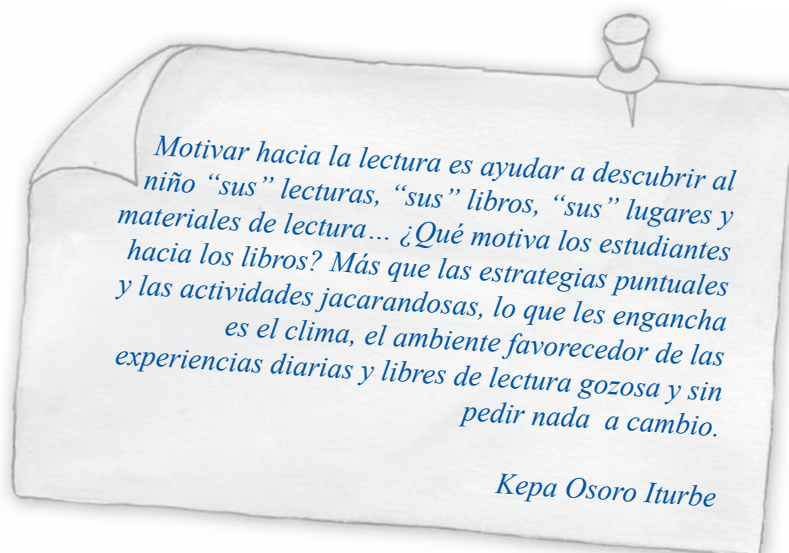 Motivar hacia la lectura es ayudar a descubrir al
niño “sus” lecturas, “sus” libros, “sus” lugares y
materiales de lectura… ¿Qué motiva los estudiantes
hacia los libros? Más que las estrategias puntuales
y las actividades jacarandosas, lo que les engancha
es el clima, el ambiente favorecedor de las
experiencias diarias y libres de lectura gozosa y sin
pedir nada  a cambio.
Kepa Osoro Iturbe